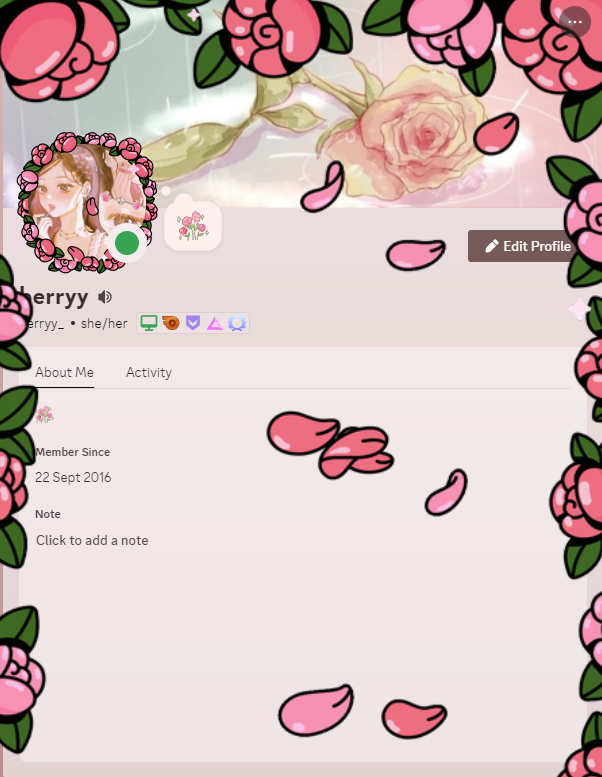 Edit Profile
herryy
erryy_ • she/her
About Me Activity
Member Since
22 Sept 2016
Note
Click to add a note